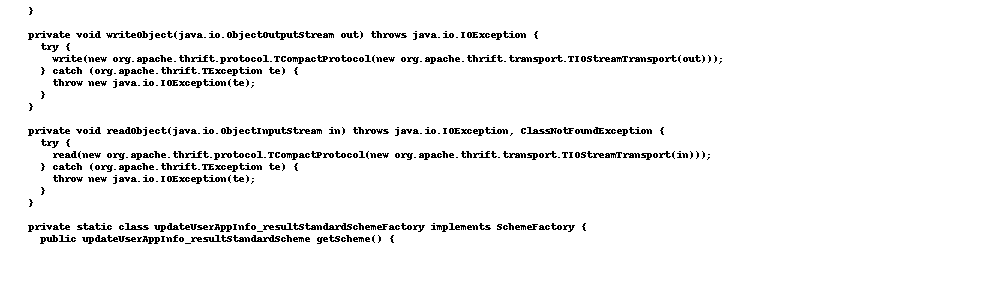 }
private void writeObject(java.io.ObjectOutputStream out) throws java.io.IOException {
try {
write(new org.apache.thrift.protocol.TCompactProtocol(new org.apache.thrift.transport.TIOStreamTransport(out)));
} catch (org.apache.thrift.TException te) {
throw new java.io.IOException(te);
}
}
private void readObject(java.io.ObjectInputStream in) throws java.io.IOException, ClassNotFoundException {
try {
read(new org.apache.thrift.protocol.TCompactProtocol(new org.apache.thrift.transport.TIOStreamTransport(in)));
} catch (org.apache.thrift.TException te) {
throw new java.io.IOException(te);
}
}
private static class updateUserAppInfo_resultStandardSchemeFactory implements SchemeFactory {
public updateUserAppInfo_resultStandardScheme getScheme() {